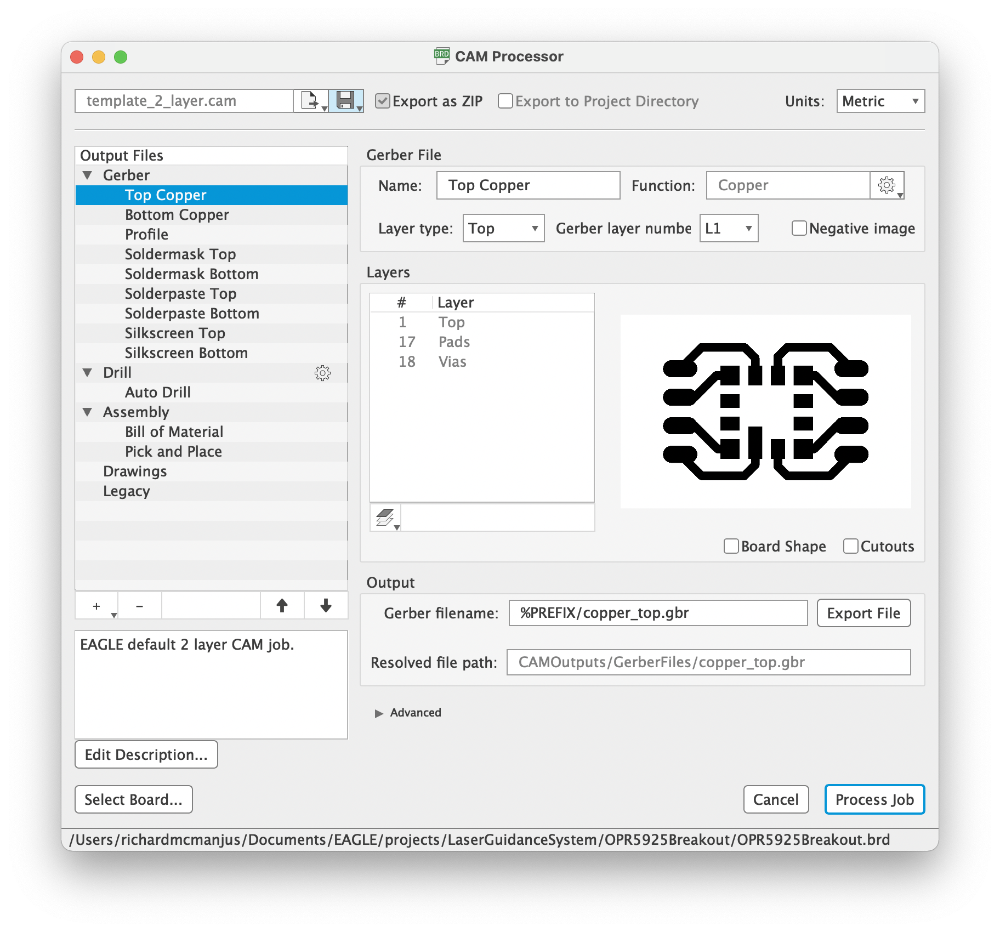 BRD CAM Processor
template_2_layer.cam Export as ZIP Export to Project Directory Units: Metric
Output Files
Gerber
Top Copper
Bottom Copper
Profile
Soldermask Top
Soldermask Bottom
Solderpaste Top
Solderpaste Bottom
Silkscreen Top
Silkscreen Bottom
Drill
Auto Drill
Assembly
Bill of Material
Pick and Place
Drawings
Legacy
+ −
EAGLE default 2 layer CAM job.
Edit Description...
Select Board...
Gerber File
Name: Top Copper Function: Copper
Layer type: Top Gerber layer numbe L1 Negative image
Layers
# Layer
1 Top
17 Pads
18 Vias
Board Shape Cutouts
Output
Gerber filename: %PREFIX/copper_top.gbr Export File
Resolved file path: CAMOutputs/GerberFiles/copper_top.gbr
Advanced
Cancel Process Job
/Users/richardmcmanjus/Documents/EAGLE/projects/LaserGuidanceSystem/OPR5925Breakout/OPR5925Breakout.brd